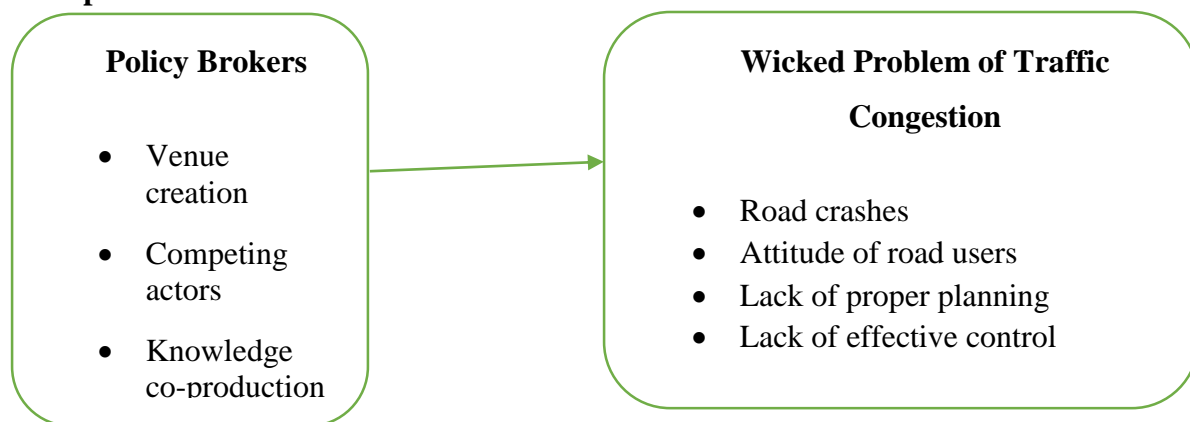 Policy Brokers
• Venue
creation
• Competing
actors
• Knowledge
co-production
Wicked Problem of Traffic
Congestion
• Road crashes
• Attitude of road users
• Lack of proper planning
• Lack of effective control